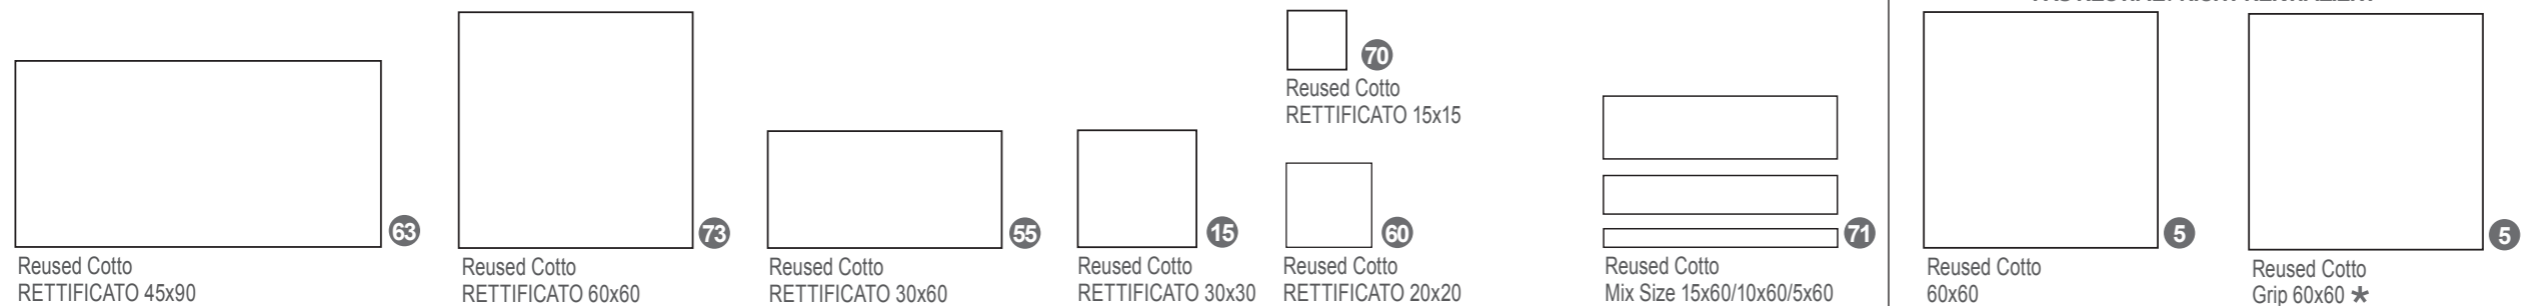 63
Reused Cotto
RETTIFICATO 45x90
73
Reused Cotto
RETTIFICATO 60x60
55
Reused Cotto
RETTIFICATO 30x60
15
Reused Cotto
RETTIFICATO 30x30
70
Reused Cotto
RETTIFICATO 15x15
60
Reused Cotto
RETTIFICATO 20x20
71
Reused Cotto
Mix Size 15x60/10x60/5x60
5
Reused Cotto
60x60
5
Reused Cotto
Grip 60x60 *